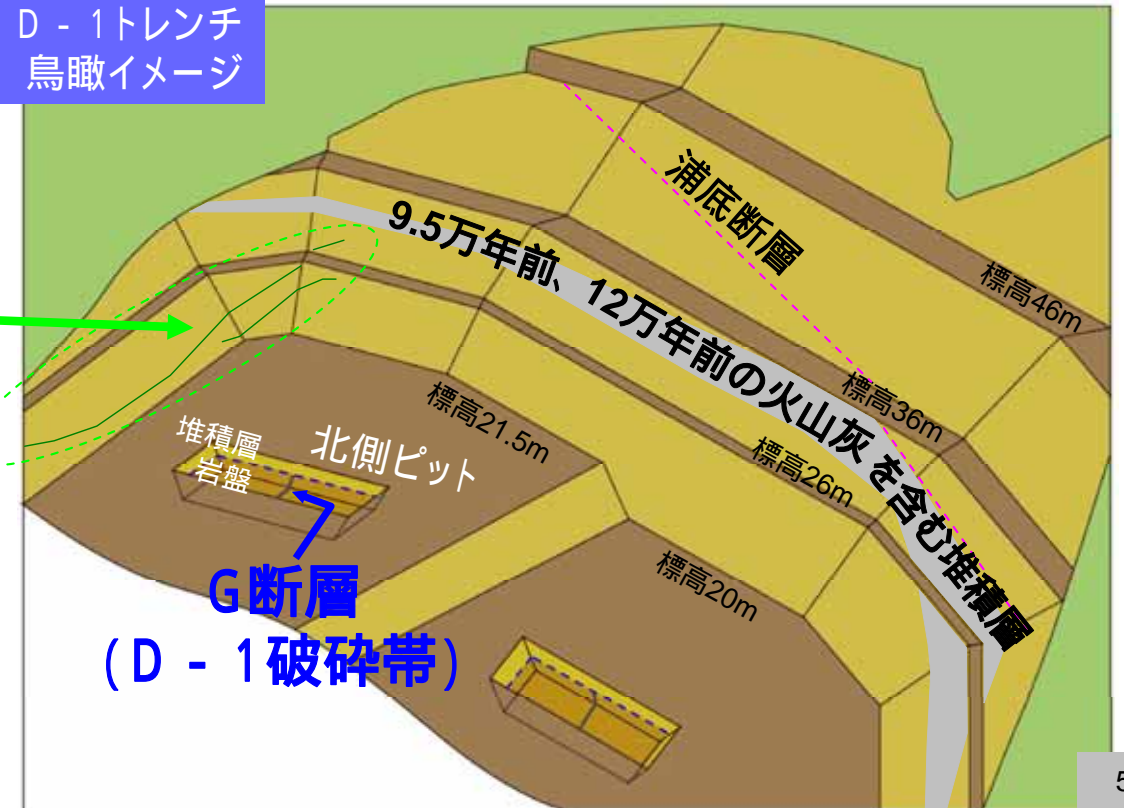 D - 1トレンチ
鳥瞰イメージ
浦底断層
9.5万年前、12万年前の火山灰を含む堆積層
標高46m
標高36m
標高26m
標高21.5m
堆積層
岩盤
北側ピット
G断層
(D - 1破砕帯)
標高20m
5